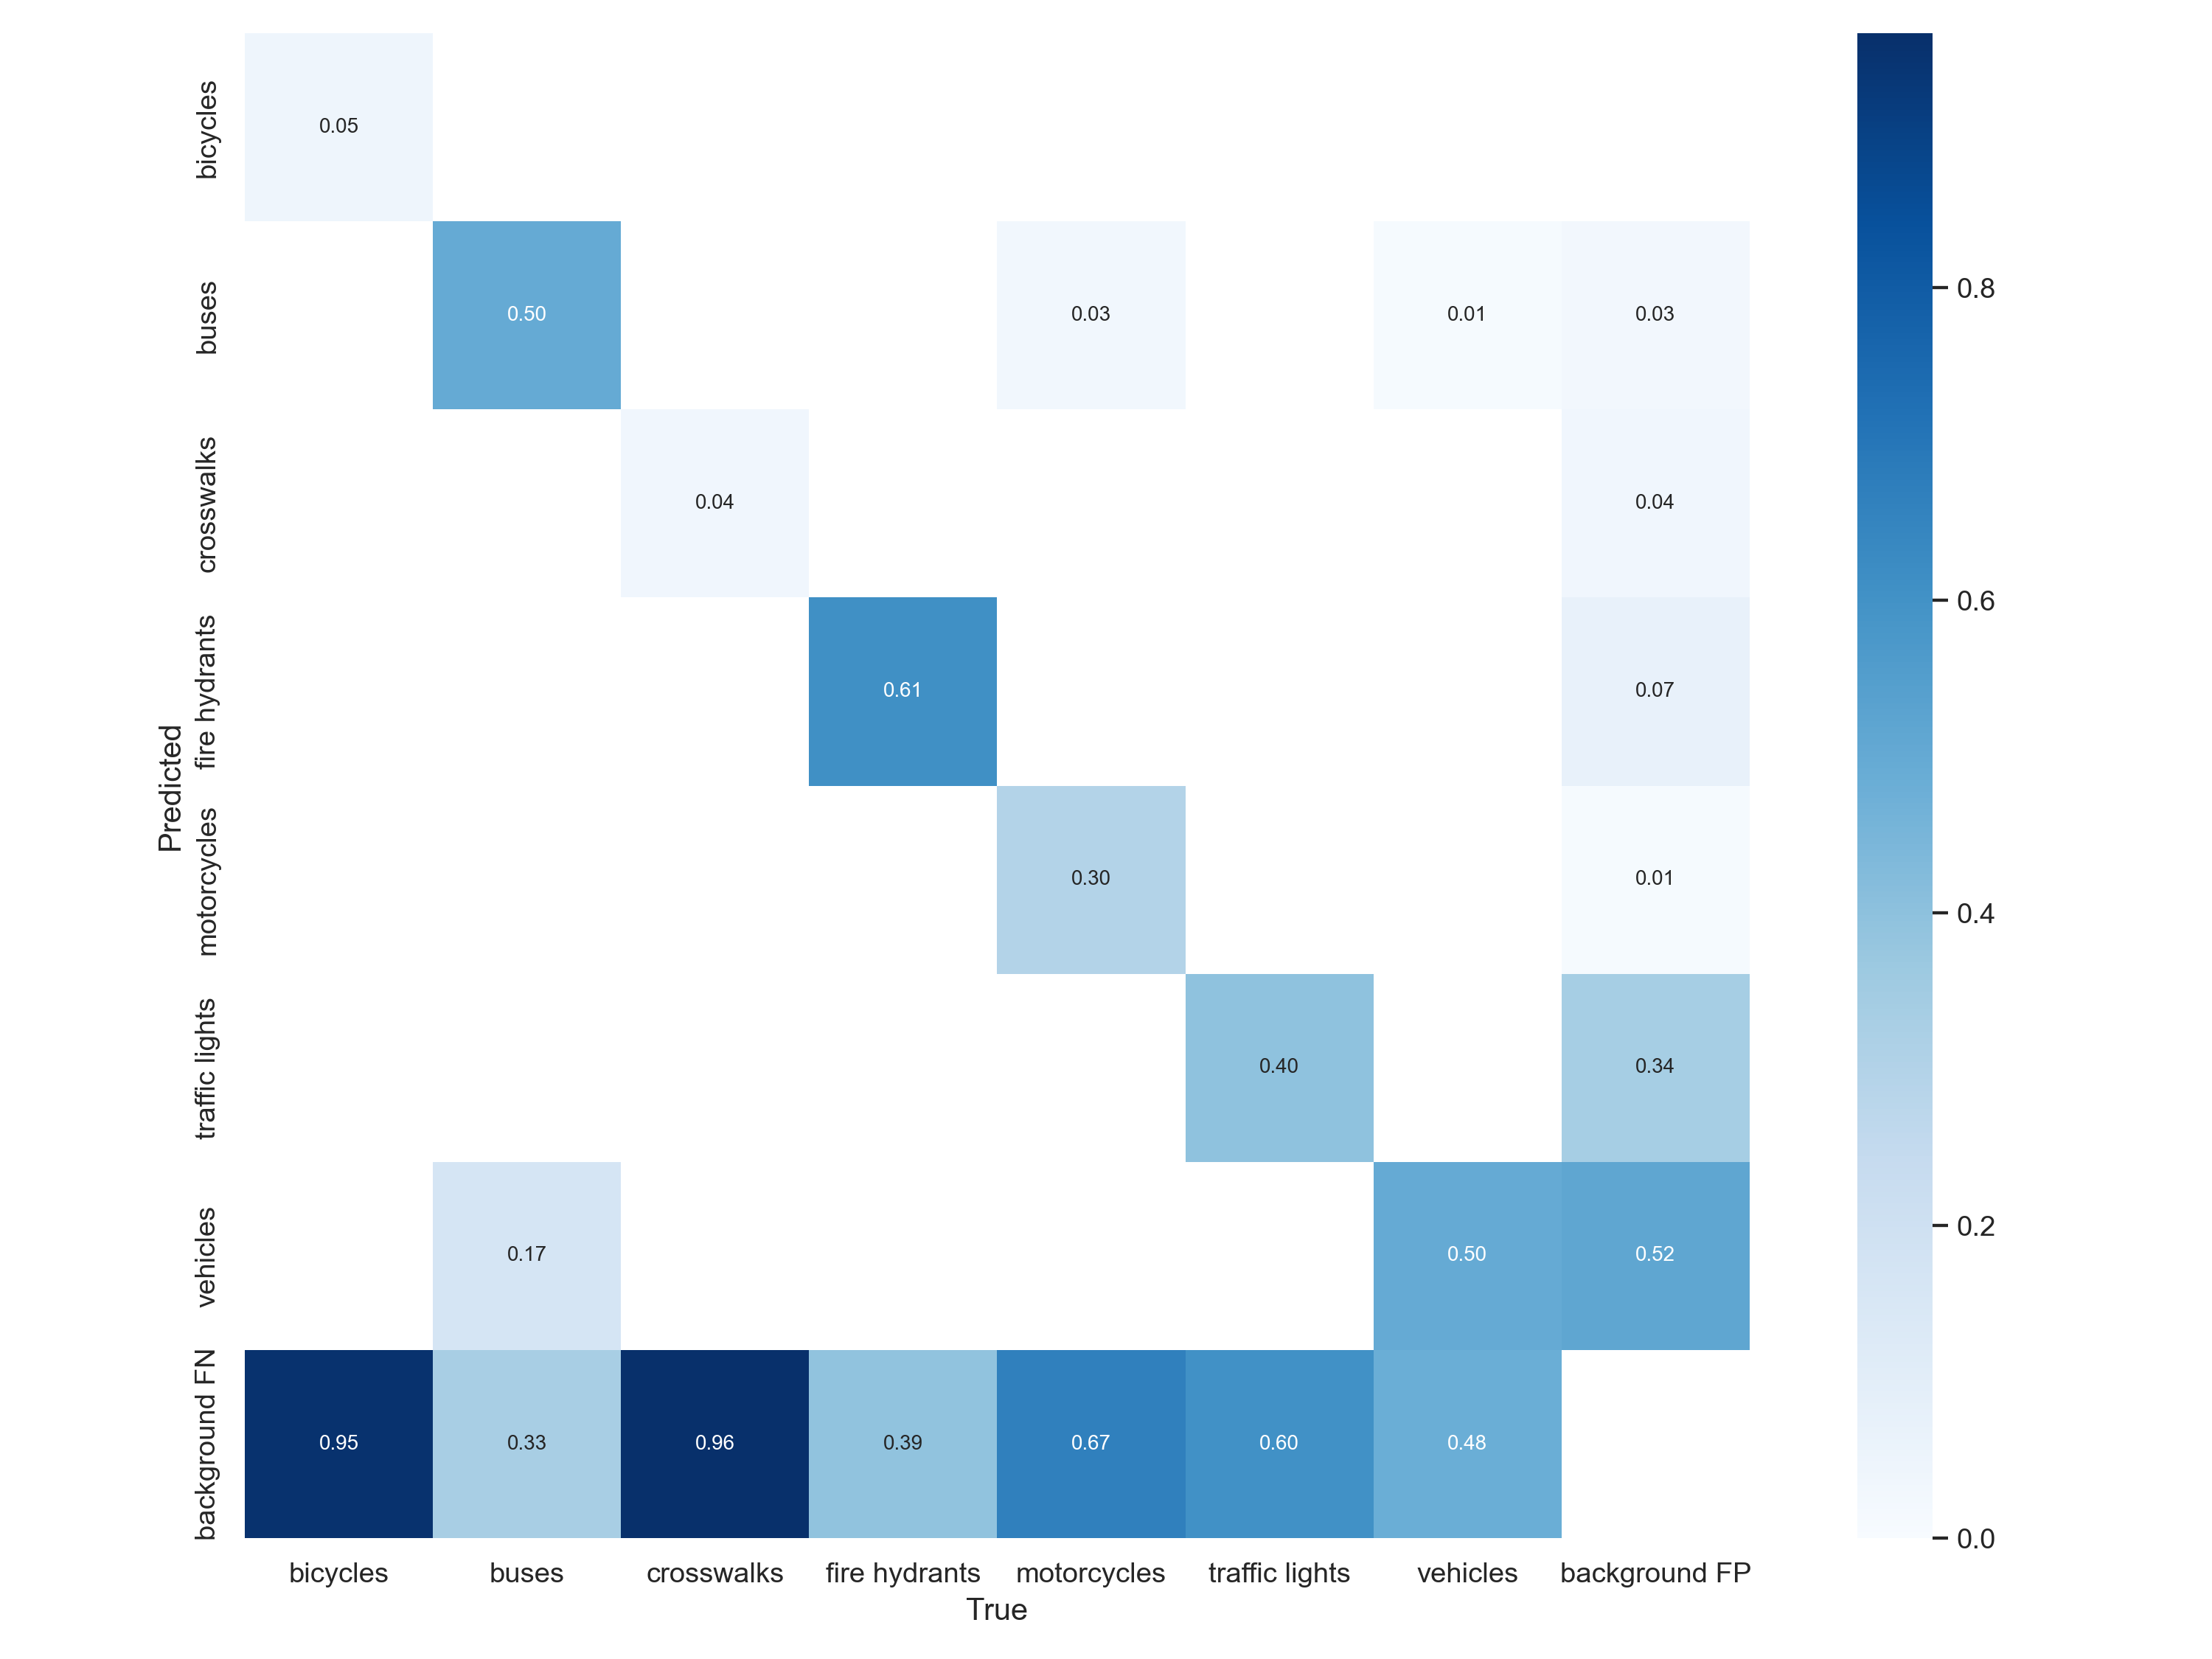 bicycles
0.05
buses
0.50 0.03 0.01 0.03
0.8
crosswalks
0.04 0.04
0.6
fire hydrants
0.61 0.07
Predicted
motorcycles
0.30 0.01
0.4
traffic lights
0.40 0.34
vehicles
0.17 0.50 0.52
0.2
background FN
0.95 0.33 0.96 0.39 0.67 0.60 0.48
0.0
bicycles buses crosswalks fire hydrants motorcycles traffic lights vehicles background FP
True